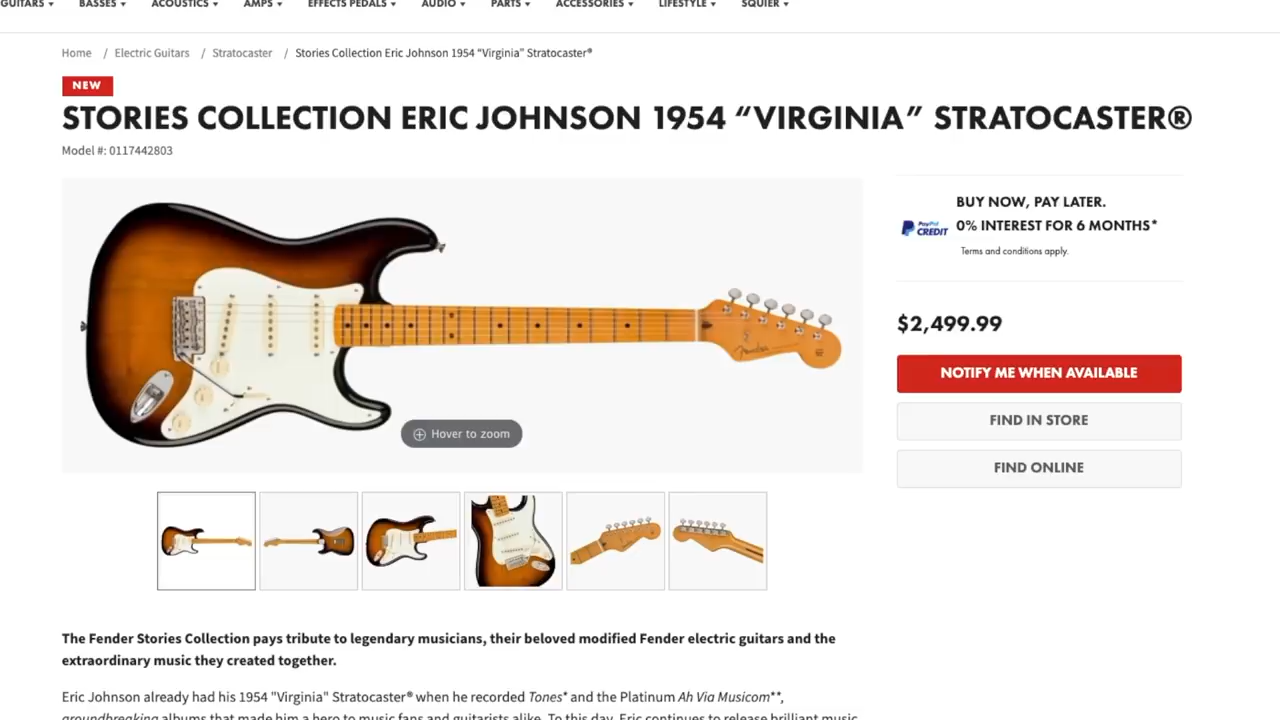 GUITARS BASSES ACOUSTICS AMPS EFFECTS PEDALS AUDIO PARTS ACCESSORIES LIFESTYLE SQUIER
Home / Electric Guitars / Stratocaster / Stories Collection Eric Johnson 1954 “Virginia” Stratocaster®
NEW
STORIES COLLECTION ERIC JOHNSON 1954 “VIRGINIA” STRATOCASTER®
Model #: 0117442803
BUY NOW, PAY LATER.
PayPal CREDIT
0% INTEREST FOR 6 MONTHS*
Terms and conditions apply.
$2,499.99
NOTIFY ME WHEN AVAILABLE
FIND IN STORE
FIND ONLINE
Fender
Hover to zoom
The Fender Stories Collection pays tribute to legendary musicians, their beloved modified Fender electric guitars and the
extraordinary music they created together.
Eric Johnson already had his 1954 "Virginia" Stratocaster® when he recorded Tones* and the Platinum Ah Via Musicom**,
groundbreaking albums that made him a hero to music fans and guitarists alike. To this day, Eric continues to release brilliant music